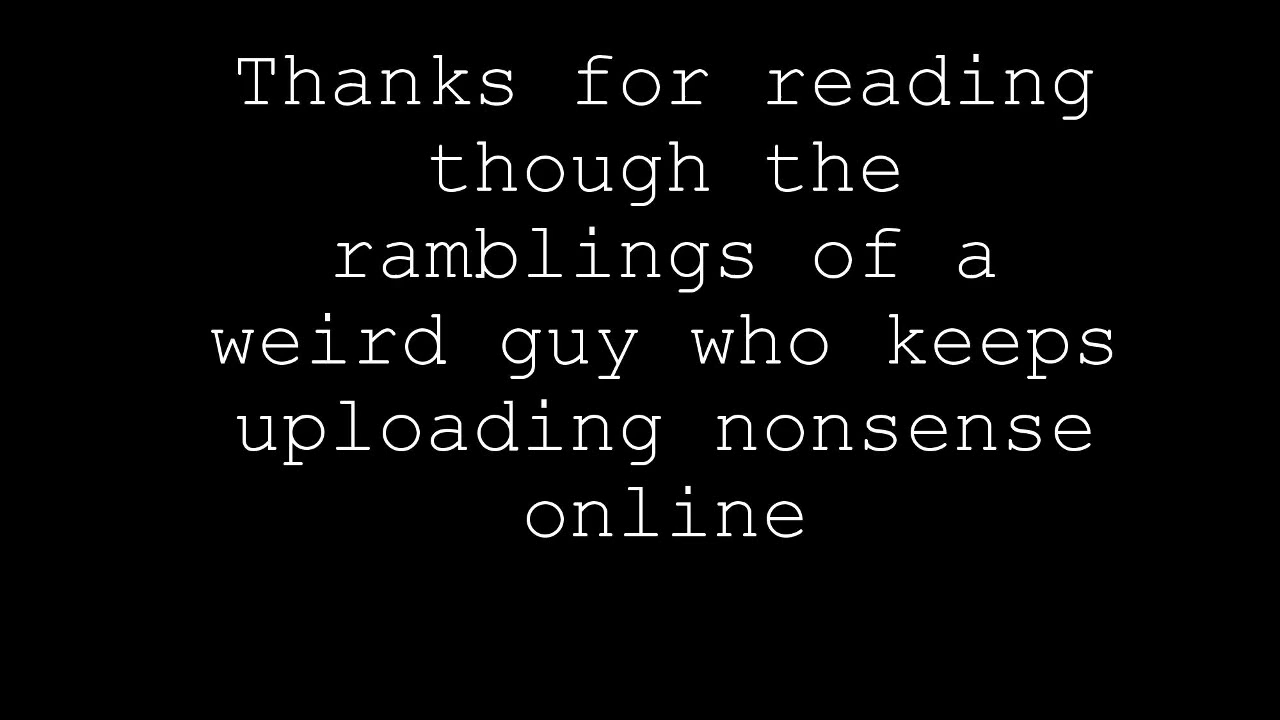 Thanks for reading
though the
ramblings of a
weird guy who keeps
uploading nonsense
online